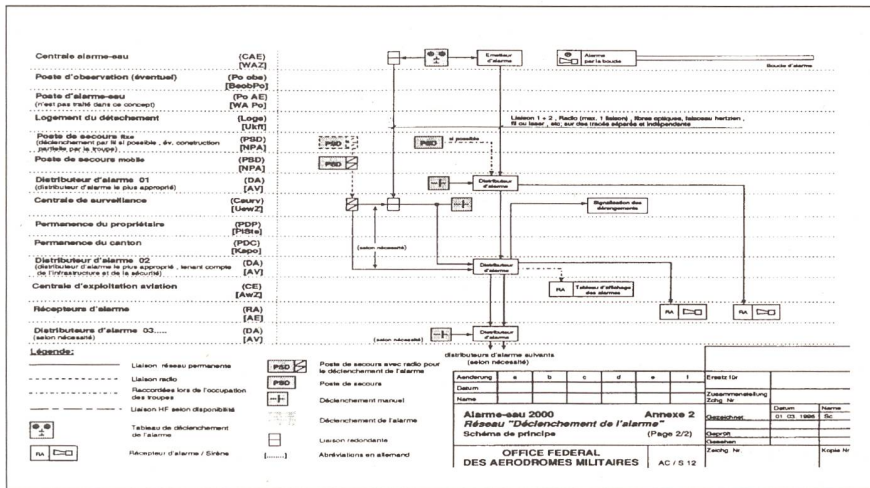 Centrale alarme-eau (CAE)
[WAZ]
Emetteur
d'alarme
Alarme
par la boucle
Boucle d'alarme
Poste d'observation (éventuel) (Po obs)
[BeobPo]
Poste d'alarme-eau (Po AE)
(n'est pas traité dans ce concept) [WA Po]
Logement du détachement (Loge)
[Ukft]
Liaison 1 + 2 , Radio (max. 1 liaison) , fibres optiques, faisceau hertzien ,
fil ou laser , etc; sur des tracés séparés et indépendants
Poste de secours fixe (PSD)
(déclenchement par fil si possible , év. construction [NPA]
partielle par la troupe)
PSD
si possible
PSD
Poste de secours mobile (PSD)
[NPA]
PSD
Distributeur d'alarme 01 (DA)
(distributeur d'alarme le plus approprié) [AV]
Distributeur
d'alarme
Centrale de surveillance (Csurv)
[UewZ]
Signalisation des
dérangements
Permanence du propriétaire (PDP)
[PiSte]
Permanence du canton (PDC)
[Kapo]
(selon nécessité)
Distributeur d'alarme 02 (DA)
(distributeur d'alarme le plus approprié , tenant compte [AV]
de l'infrastructure et de la sécurité)
Distributeur
d'alarme
Centrale d'exploitation aviation (CE)
[AwZ]
RA Tableau d'affichage
des alarmes
Récepteurs d'alarme (RA)
[AE]
RA
RA
Distributeurs d'alarme 03..... (DA)
(selon nécessité) [AV]
(selon nécessité)
Distributeur
d'alarme
distributeurs d'alarme suivants
(selon nécessité)
Légende:
Liaison réseau permanente
Liaison radio
Raccordées lors de l'occupation
des troupes
Liaison HF selon disponibilité
Tableau de déclenchement
de l'alarme
RA Récepteur d'alarme / Sirène
PSD Poste de secours avec radio pour
le déclenchement de l'alarme
PSD Poste de secours
Déclenchement manuel
Déclenchement de l'alarme
Liaison redondante
[........] Abréviations en allemand
Aenderung a b c d e f
Datum
Name
Ersatz für
Zusammenstellung
Zchg. Nr
Datum Name
Gezeichnet 01 03. 1996 Sc
Geprüft
Gesehen
Zeichg. Nr. Kopie Nr
Alarme-eau 2000 Annexe 2
Réseau "Déclenchement de l'alarme"
Schéma de principe (Page 2/2)
OFFICE FEDERAL
DES AERODROMES MILITAIRES
AC / S 12